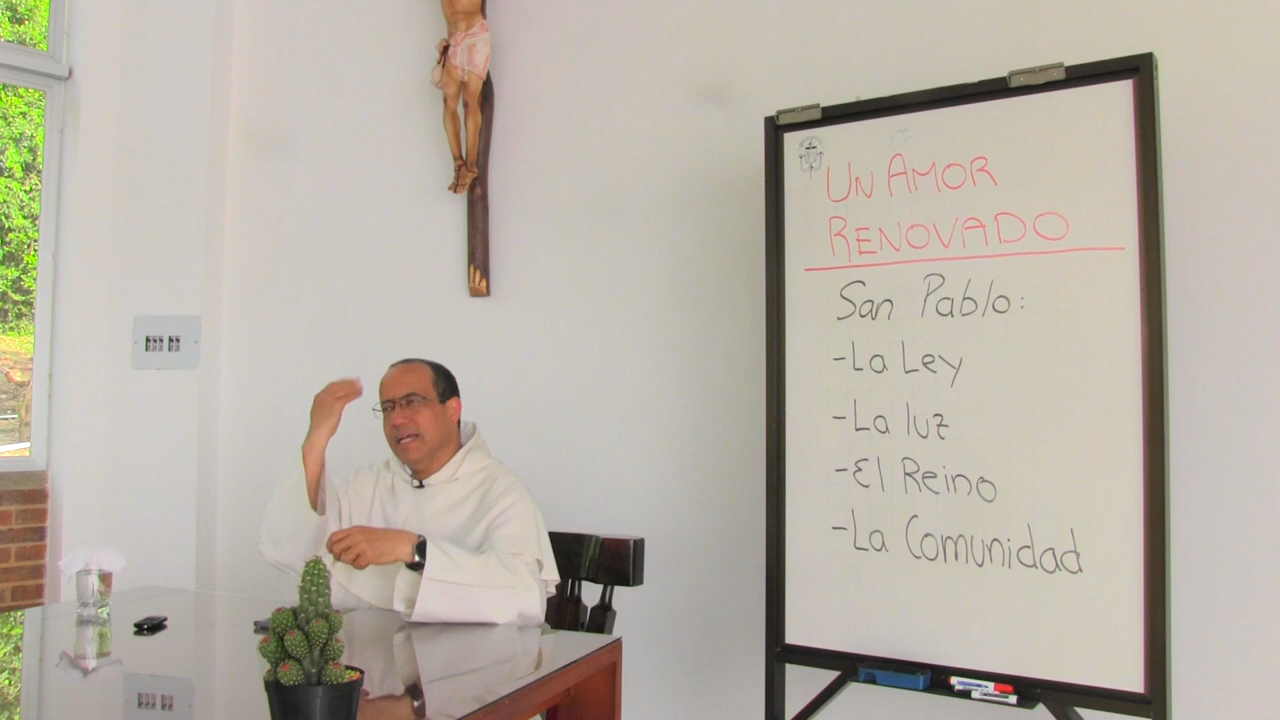 UN AMOR
RENOVADO
San Pablo:
-La Ley
-La luz
-El Reino
-La Comunidad